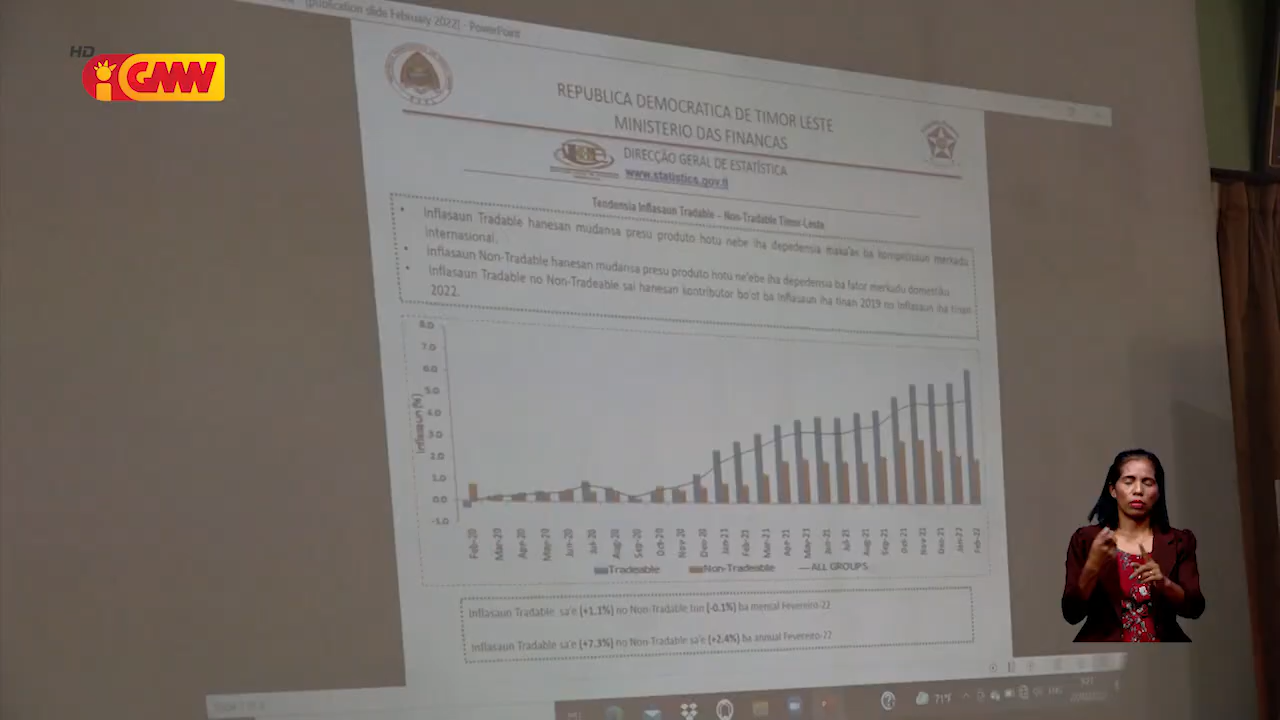 HD
iGMW
(publication slide February 2022) - PowerPoint
REPUBLICA DEMOCRATICA DE TIMOR LESTE
MINISTERIO DAS FINANCAS
DIRECÇÃO GERAL DE ESTATÍSTICA
www.statistics.gov.tl
Tendensia Inflasaun Tradable – Non-Tradable Timor-Leste
• Inflasaun Tradable hanesan mudansa presu produto hotu nebe iha depedensia maka'as ba kompetisaun merkadu
internasional.
• Inflasaun Non-Tradable hanesan mudansa presu produto hotu ne'ebe iha depedensia ba fator merkadu domestiku
• Inflasaun Tradable no Non-Tradeable sai hanesan kontributor bo'ot ba Inflasaun iha tinan 2019 no Inflasaun iha tinan
2022.
Inflasaun (%)
8.0
7.0
6.0
5.0
4.0
3.0
2.0
1.0
0.0
-1.0
Feb-20 Mar-20 Apr-20 May-20 Jun-20 Jul-20 Aug-20 Sep-20 Oct-20 Nov-20 Dec-20 Jan-21 Feb-21 Mar-21 Apr-21 May-21 Jun-21 Jul-21 Aug-21 Sep-21 Oct-21 Nov-21 Dec-21 Jan-22 Feb-22
Tradeable Non-Tradeable ALL GROUPS
Inflasaun Tradable sa'e (+1.1%) no Non-Tradable tun (-0.1%) ba mensal Fevereiro-22
Inflasaun Tradable sa'e (+7.3%) no Non-Tradable sa'e (+2.4%) ba annual Fevereiro-22
71°F
ENG